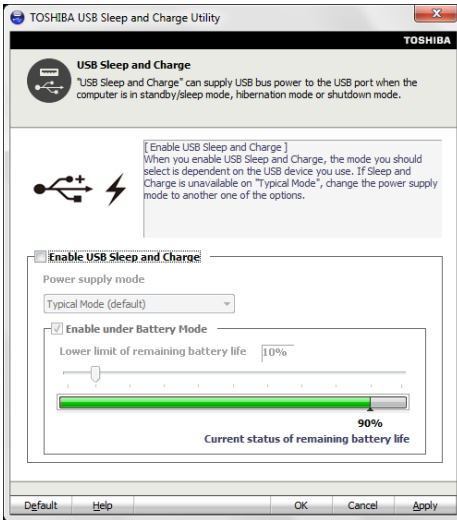 TOSHIBA USB Sleep and Charge Utility
TOSHIBA
USB Sleep and Charge
"USB Sleep and Charge" can supply USB bus power to the USB port when the
computer is in standby/sleep mode, hibernation mode or shutdown mode.
[ Enable USB Sleep and Charge ]
When you enable USB Sleep and Charge, the mode you should
select is dependent on the USB device you use. If Sleep and
Charge is unavailable on "Typical Mode", change the power supply
mode to another one of the options.
Enable USB Sleep and Charge
Power supply mode
Typical Mode (default)
Enable under Battery Mode
Lower limit of remaining battery life 10%
90%
Current status of remaining battery life
Default Help OK Cancel Apply